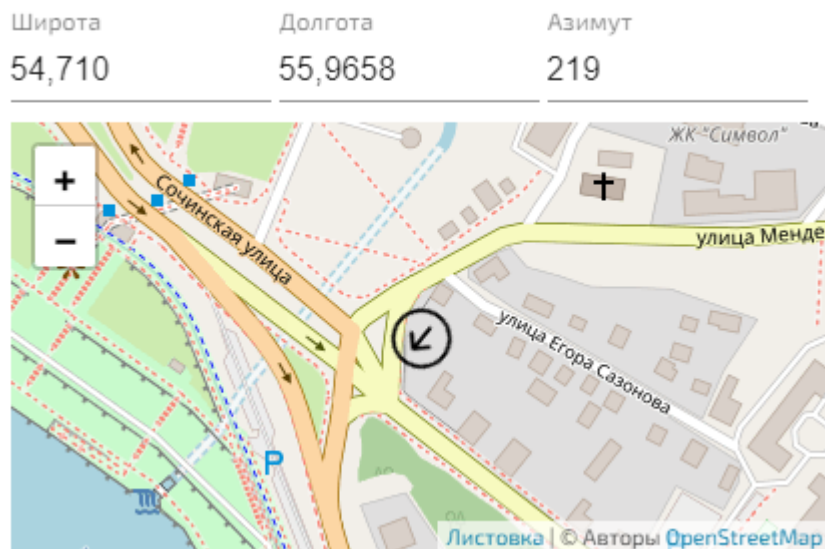 Широта Долгота Азимут
54,710 55,9658 219
ЖК "Символ"
+
−
Сочинская улица
улица Менде
улица Егора Сазонова
P
Листовка | © Авторы OpenStreetMap